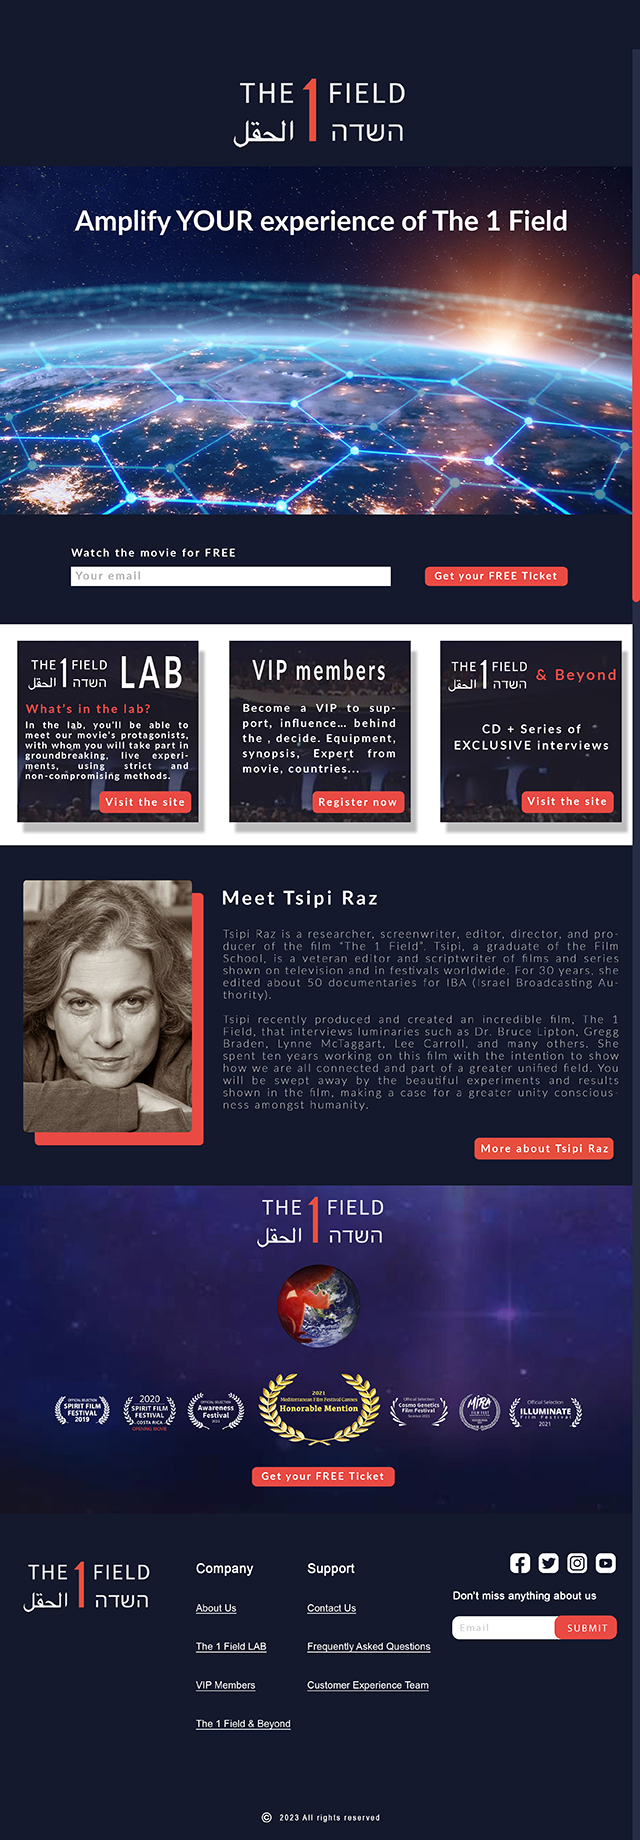 THE 1 FIELD
الحقل השדה
Amplify YOUR experience of The 1 Field
Watch the movie for FREE
Your email
Get your FREE Ticket
THE 1 FIELD LAB
الحقل השדה
What's in the lab?
In the lab, you'll be able to
meet our movie's protagonists,
with whom you will take part in
groundbreaking, live experi-
ments, using strict and
non-compromising methods.
Visit the site
VIP members
Become a VIP to sup-
port, influence... behind
the , decide. Equipment,
synopsis, Expert from
movie, countries...
Register now
THE 1 FIELD & Beyond
الحقل השדה
CD + Series of
EXCLUSIVE interviews
Visit the site
Meet Tsipi Raz
Tsipi Raz is a researcher, screenwriter, editor, director, and pro-
ducer of the film “The 1 Field”. Tsipi, a graduate of the Film
School, is a veteran editor and scriptwriter of films and series
shown on television and in festivals worldwide. For 30 years, she
edited about 50 documentaries for IBA (Israel Broadcasting Au-
thority).
Tsipi recently produced and created an incredible film, The 1
Field, that interviews luminaries such as Dr. Bruce Lipton, Gregg
Braden, Lynne McTaggart, Lee Carroll, and many others. She
spent ten years working on this film with the intention to show
how we are all connected and part of a greater unified field. You
will be swept away by the beautiful experiments and results
shown in the film, making a case for a greater unity conscious-
ness amongst humanity.
More about Tsipi Raz
THE 1 FIELD
الحقل השדה
OFFICIAL SELECTION
SPIRIT FILM
FESTIVAL
2019
2020
SPIRIT FILM
FESTIVAL
COSTA RICA
OPENING MOVIE
OFFICIAL SELECTION
Awareness
Festival
2021
Mediterranean Film Festival Cannes
Honorable Mention
Official Selection
Cosmo Genetics
Film Festival
Science 2021
MIRA
FILM FEST
Official Selection
ILLUMINATE
Film Festival
2021
Get your FREE Ticket
THE 1 FIELD
الحقل השדה
Company
About Us
The 1 Field LAB
VIP Members
The 1 Field & Beyond
Support
Contact Us
Frequently Asked Questions
Customer Experience Team
Don't miss anything about us
Email
SUBMIT
© 2023 All rights reserved